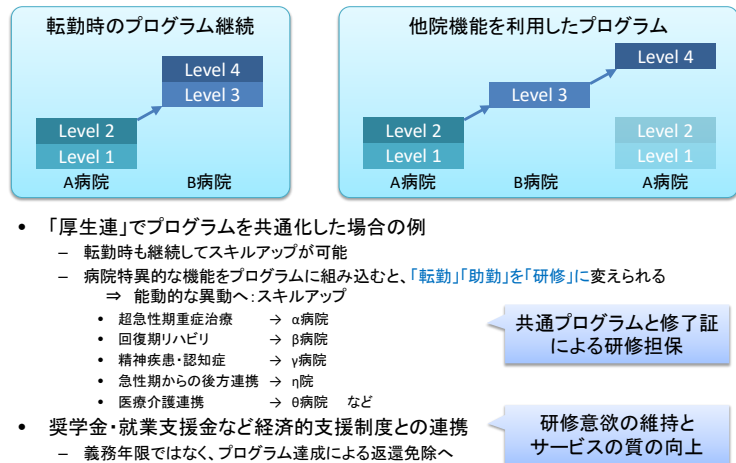 転勤時のプログラム継続
Level 4
Level 3
Level 2
Level 1
A病院
B病院
他院機能を利用したプログラム
Level 4
Level 3
Level 2
Level 1
Level 2
Level 1
A病院
B病院
A病院
• 「厚生連」でプログラムを共通化した場合の例
– 転勤時も継続してスキルアップが可能
– 病院特異的な機能をプログラムに組み込むと、「転勤」「助勤」を「研修」に変えられる
⇒ 能動的な異動へ:スキルアップ
• 超急性期重症治療 → α病院
• 回復期リハビリ → β病院
• 精神疾患・認知症 → γ病院
• 急性期からの後方連携 → η院
• 医療介護連携 → θ病院 など
共通プログラムと修了証
による研修担保
• 奨学金・就業支援金など経済的支援制度との連携
– 義務年限ではなく、プログラム達成による返還免除へ
研修意欲の維持と
サービスの質の向上